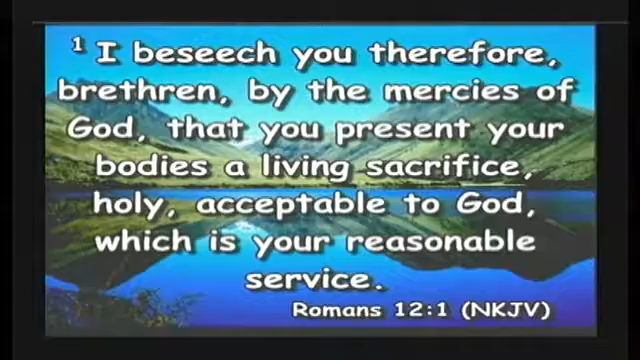 1 I beseech you therefore,
brethren, by the mercies of
God, that you present your
bodies a living sacrifice,
holy, acceptable to God,
which is your reasonable
service.
Romans 12:1 (NKJV)